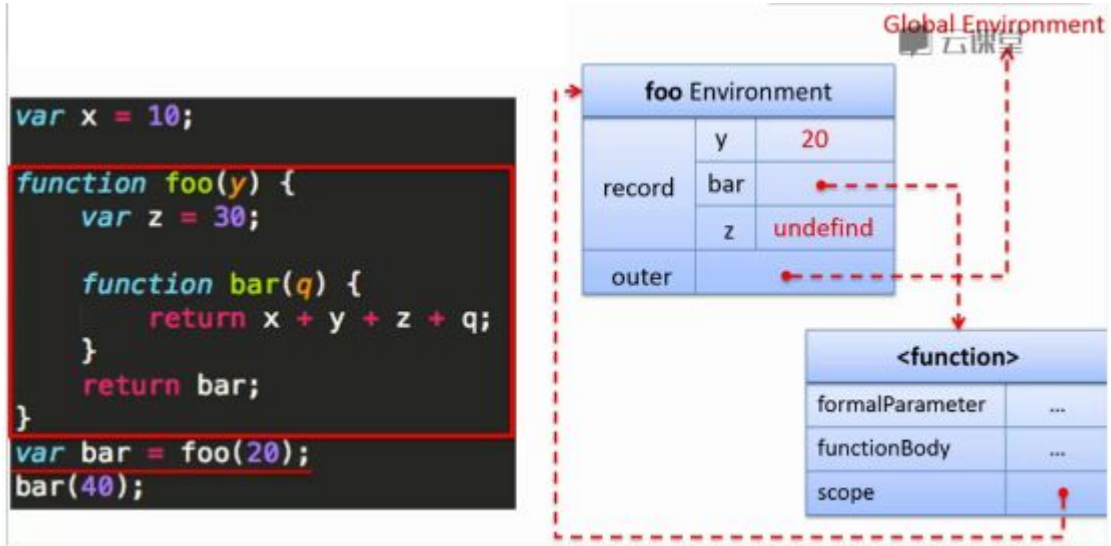 var x = 10;
function foo(y) {
var z = 30;
function bar(q) {
return x + y + z + q;
}
return bar;
}
var bar = foo(20);
bar(40);
Global Environment
云课堂
foo Environment
record
y 20
bar
z undefind
outer
<function>
formalParameter ...
functionBody ...
scope